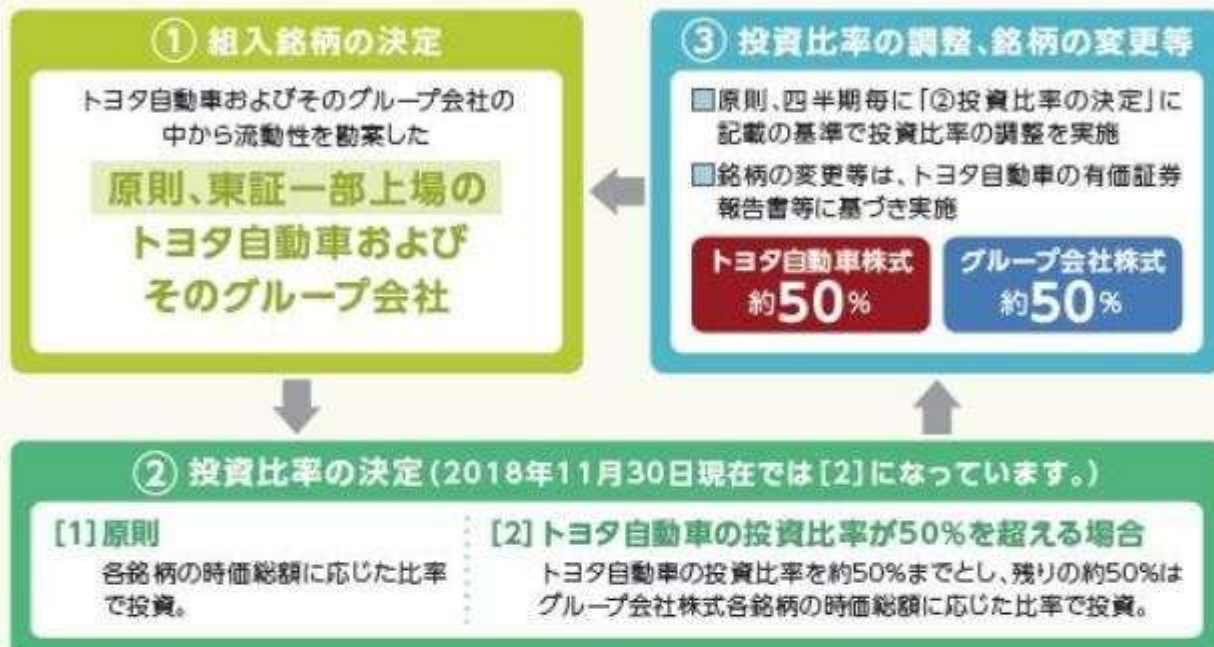 ① 組入銘柄の決定
トヨタ自動車およびそのグループ会社の
中から流動性を勘案した
原則、東証一部上場の
トヨタ自動車および
そのグループ会社
② 投資比率の決定(2018年11月30日現在では[2]になっています。)
[1]原則
各銘柄の時価総額に応じた比率
で投資。
[2]トヨタ自動車の投資比率が50%を超える場合
トヨタ自動車の投資比率を約50%までとし、残りの約50%は
グループ会社株式各銘柄の時価総額に応じた比率で投資。
③ 投資比率の調整、銘柄の変更等
原則、四半期毎に「②投資比率の決定」に
記載の基準で投資比率の調整を実施
銘柄の変更等は、トヨタ自動車の有価証券
報告書等に基づき実施
トヨタ自動車株式
約50%
グループ会社株式
約50%